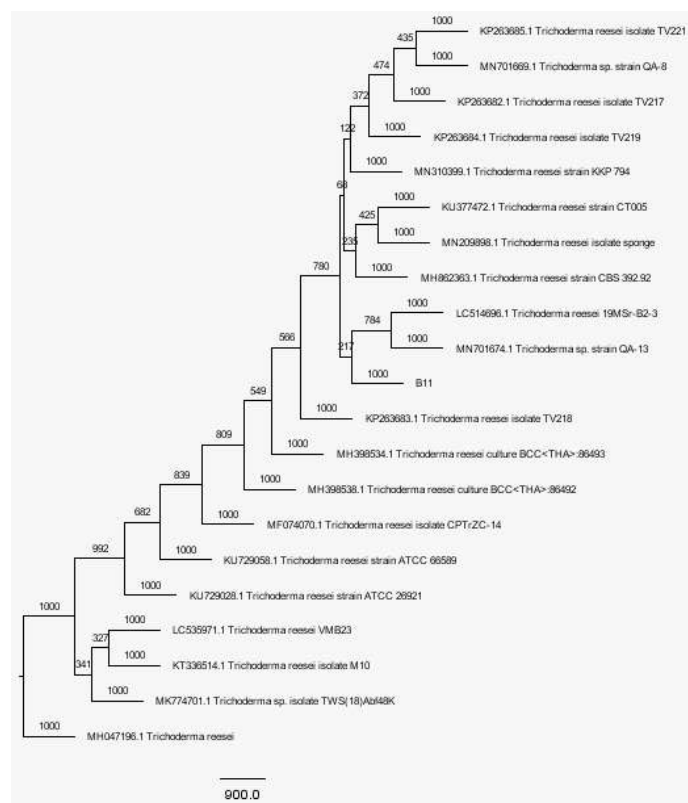 1000
KP263685.1 Trichoderma reesei isolate TV221
435
1000
MN701669.1 Trichoderma sp. strain QA-8
474
1000
KP263682.1 Trichoderma reesei isolate TV217
372
1000
KP263684.1 Trichoderma reesei isolate TV219
122
1000
MN310399.1 Trichoderma reesei strain KKP 794
68
1000
KU377472.1 Trichoderma reesei strain CT005
425
1000
MN209898.1 Trichoderma reesei isolate sponge
235
1000
MH862363.1 Trichoderma reesei strain CBS 392.92
780
1000
LC514696.1 Trichoderma reesei 19MSr-B2-3
784
1000
MN701674.1 Trichoderma sp. strain QA-13
217
1000
B11
566
1000
KP263683.1 Trichoderma reesei isolate TV218
549
1000
MH398534.1 Trichoderma reesei culture BCC<THA>:86493
809
1000
MH398538.1 Trichoderma reesei culture BCC<THA>:86492
839
1000
MF074070.1 Trichoderma reesei isolate CPTrZC-14
682
1000
KU729058.1 Trichoderma reesei strain ATCC 66589
992
1000
KU729028.1 Trichoderma reesei strain ATCC 26921
1000
1000
LC535971.1 Trichoderma reesei VMB23
327
1000
KT336514.1 Trichoderma reesei isolate M10
341
1000
MK774701.1 Trichoderma sp. isolate TWS(18)Abf48K
1000
MH047196.1 Trichoderma reesei
900.0